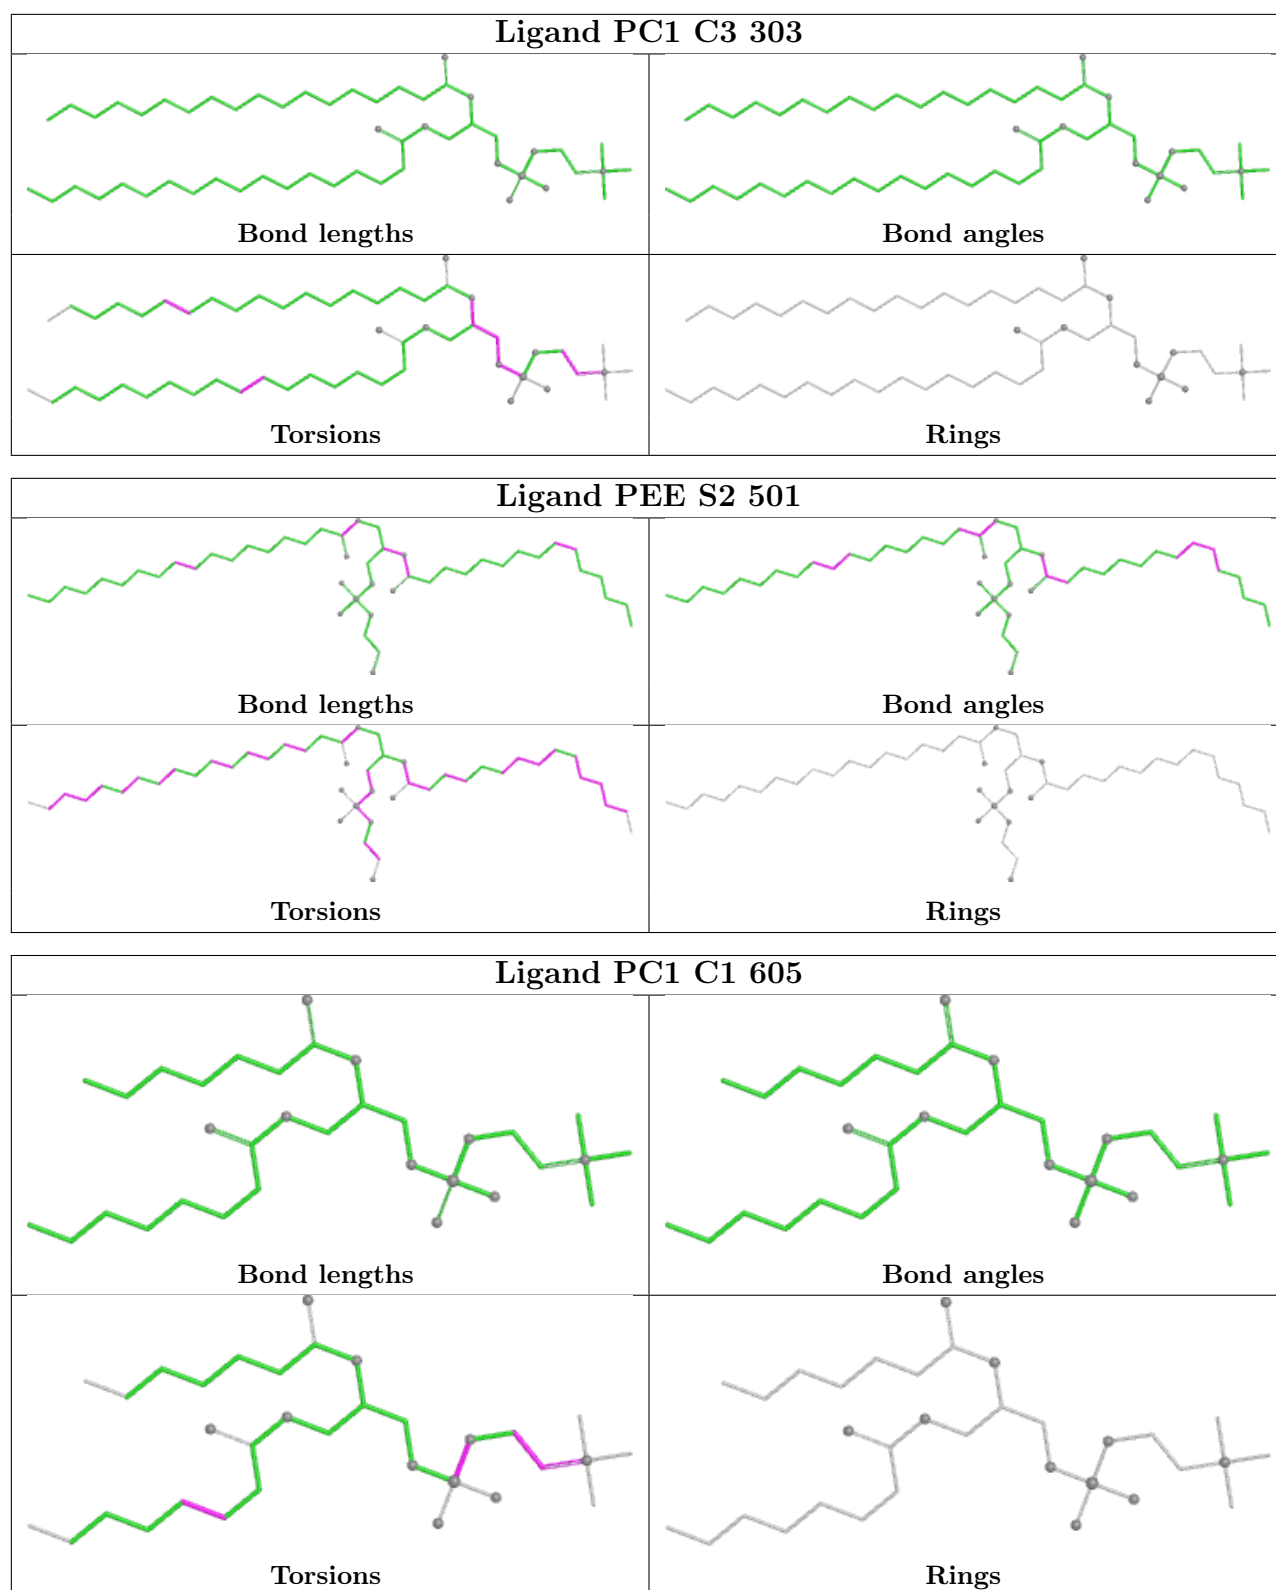 Ligand PC1 C3 303
Bond lengths
Bond angles
Torsions
Rings
Ligand PEE S2 501
Bond lengths
Bond angles
Torsions
Rings
Ligand PC1 C1 605
Bond lengths
Bond angles
Torsions
Rings